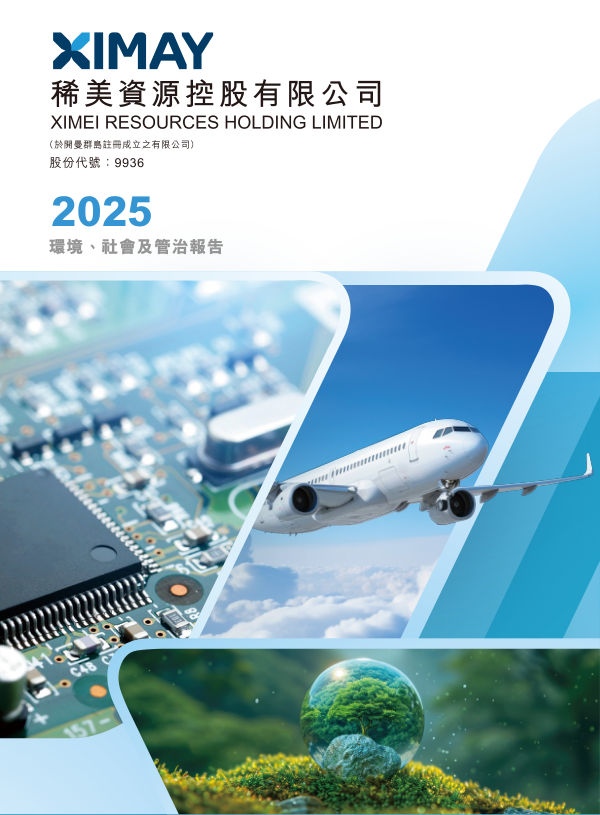 XIMAY
稀美資源控股有限公司
XIMEI RESOURCES HOLDING LIMITED
(於開曼群島註冊成立之有限公司)
股份代號：9936
2025
環境、社會及管治報告
C48
157-